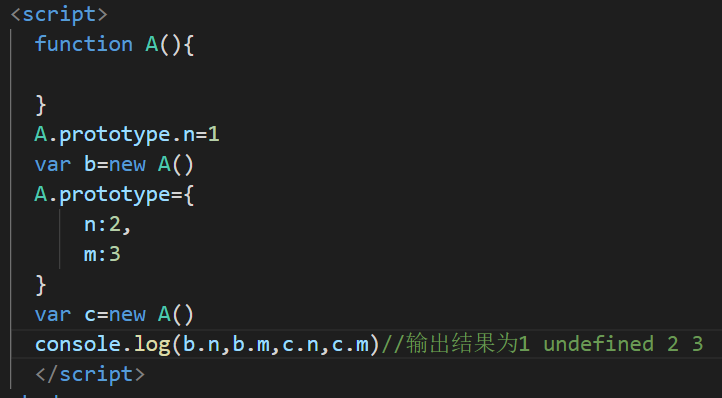 <script>
function A(){
}
A.prototype.n=1
var b=new A()
A.prototype={
n:2,
m:3
}
var c=new A()
console.log(b.n,b.m,c.n,c.m)//输出结果为1 undefined 2 3
</script>